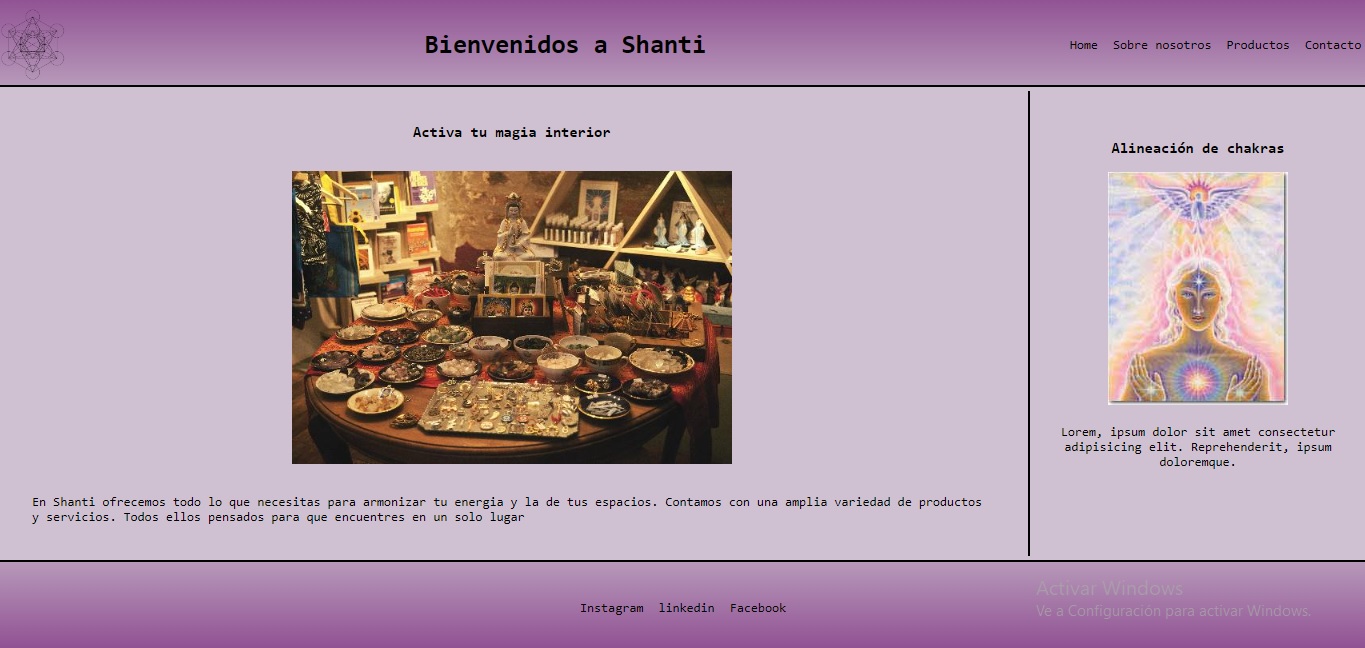 Bienvenidos a Shanti
Home Sobre nosotros Productos Contacto
Activa tu magia interior
En Shanti ofrecemos todo lo que necesitas para armonizar tu energia y la de tus espacios. Contamos con una amplia variedad de productos
y servicios. Todos ellos pensados para que encuentres en un solo lugar
Alineación de chakras
Lorem, ipsum dolor sit amet consectetur
adipisicing elit. Reprehenderit, ipsum
doloremque.
Instagram linkedin Facebook
Activar Windows
Ve a Configuración para activar Windows.